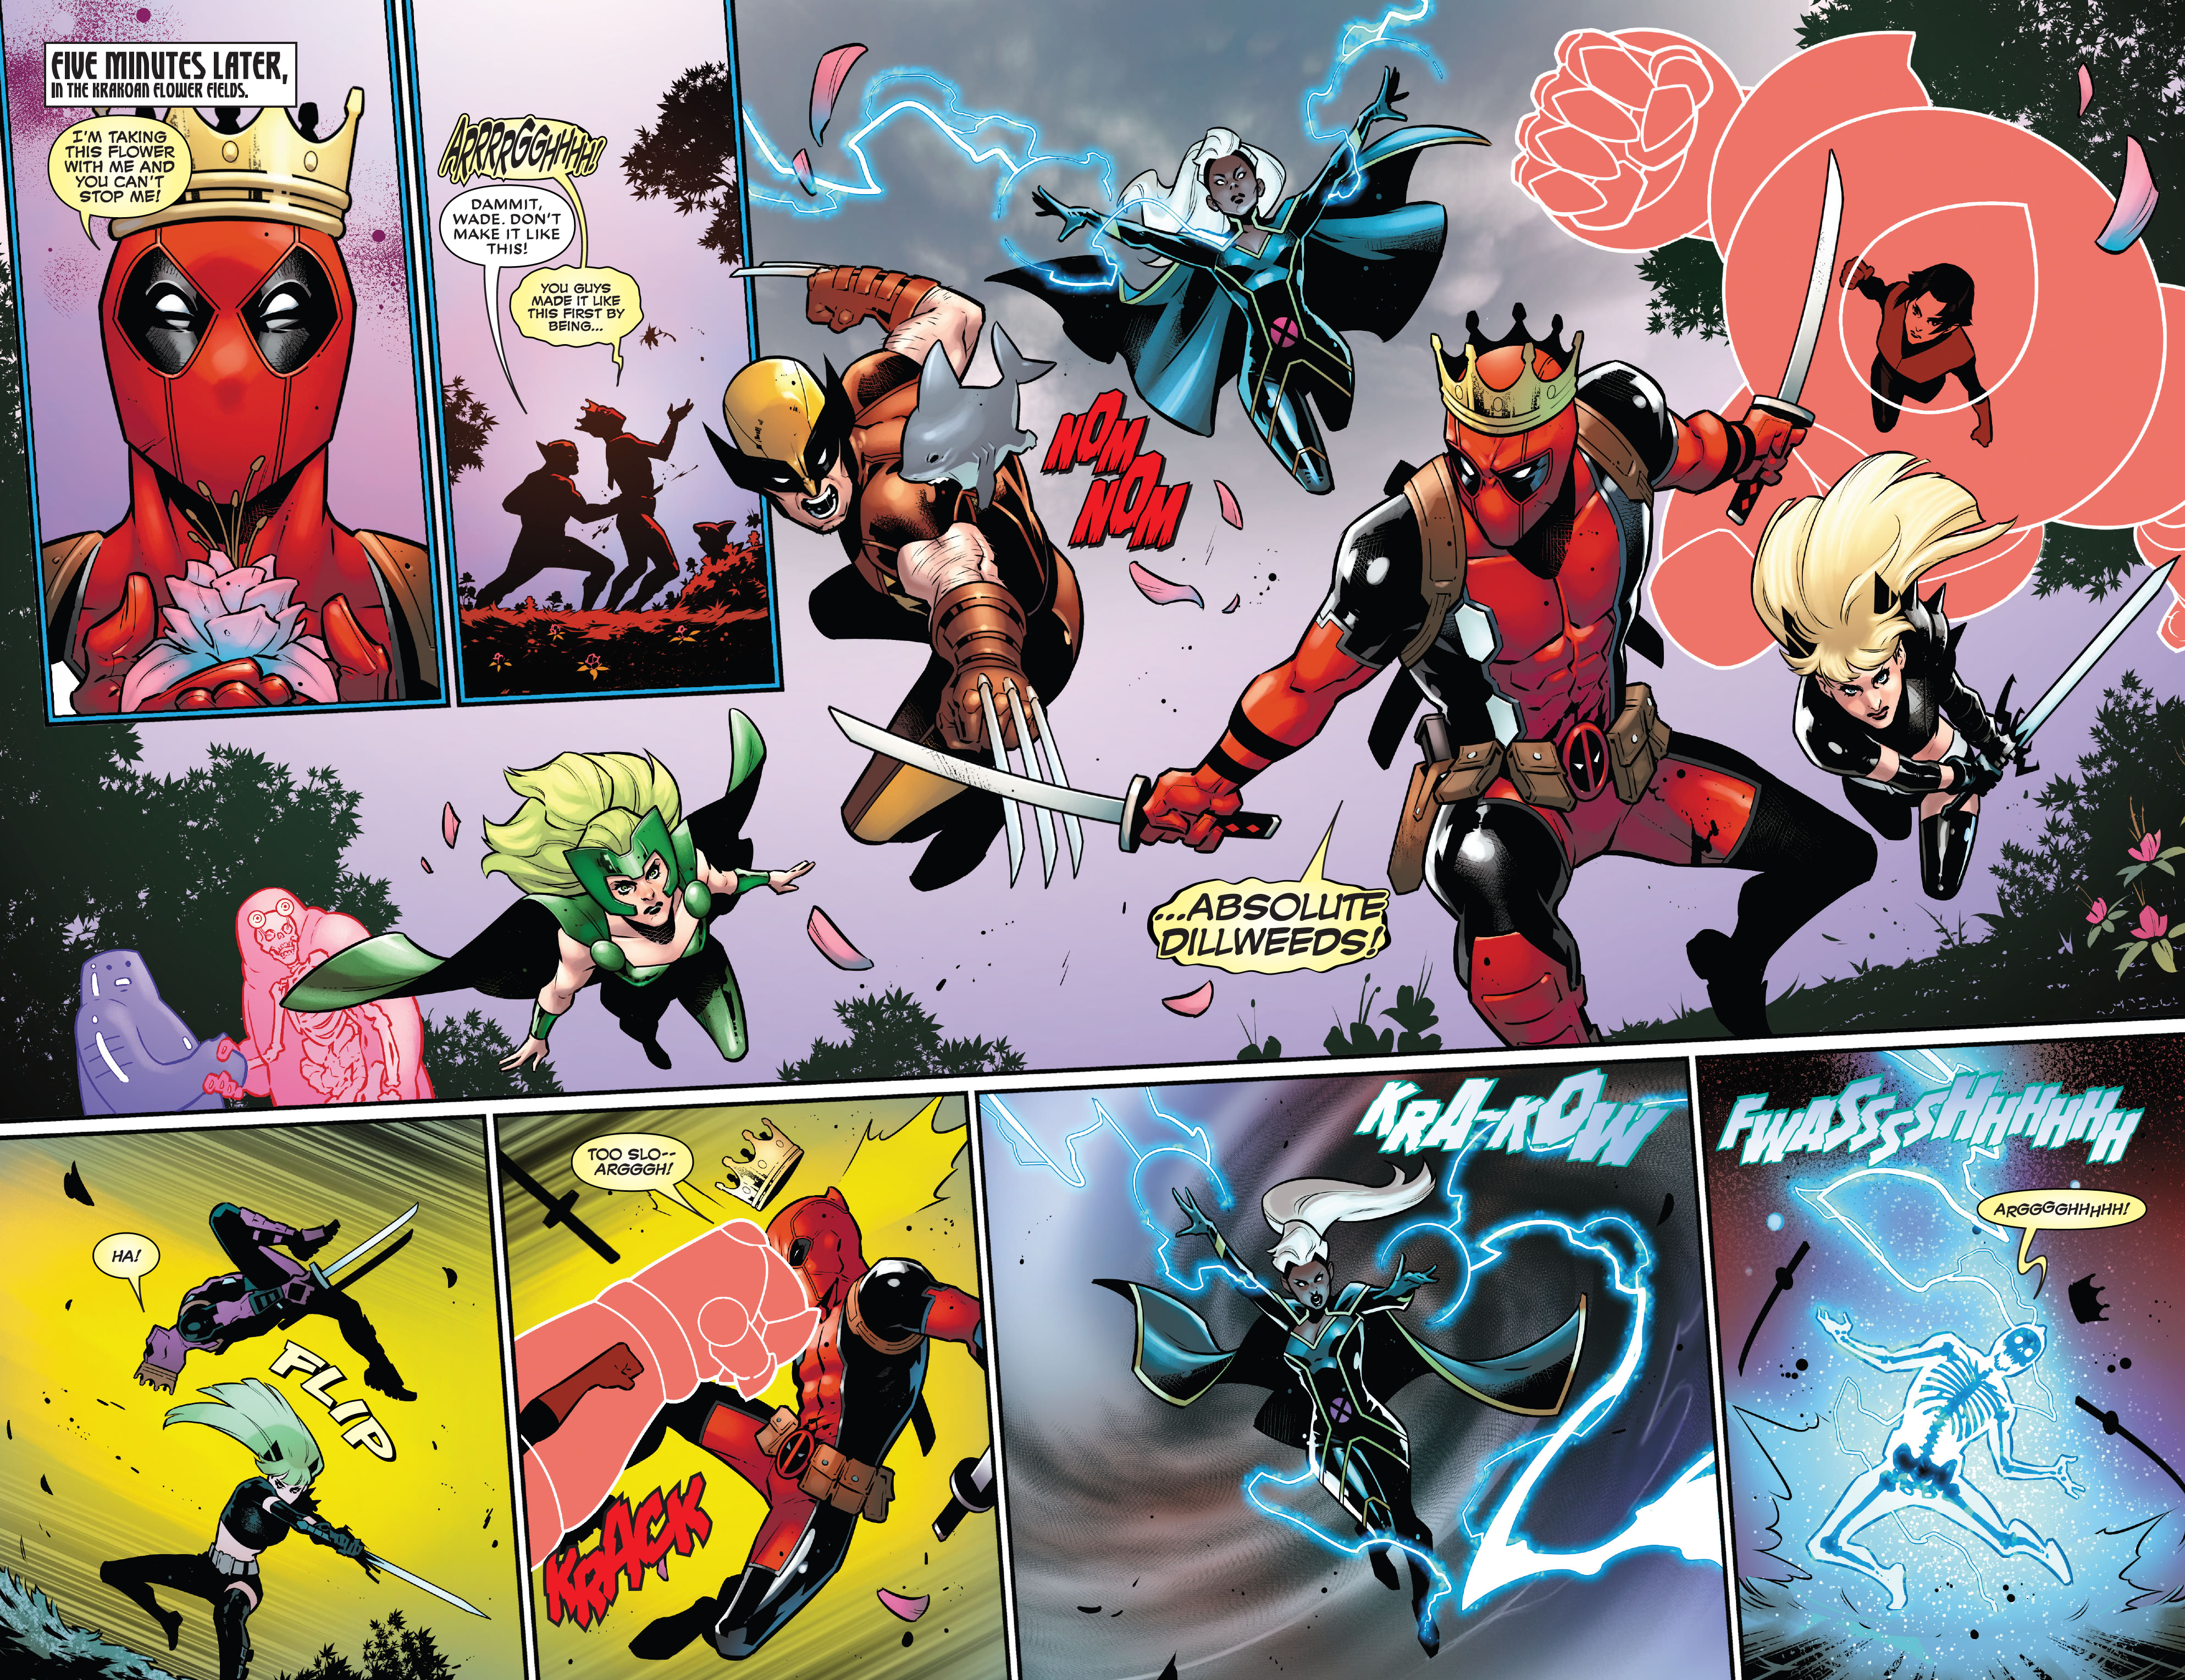 FIVE MINUTES LATER,
IN THE KRAKOAN FLOWER FIELDS.
I'M TAKING
THIS FLOWER
WITH ME AND
YOU CAN'T
STOP ME!
ARRRRGGHHHH!
DAMMIT,
WADE. DON'T
MAKE IT LIKE
THIS!
YOU GUYS
MADE IT LIKE
THIS FIRST BY
BEING...
NOM
NOM
...ABSOLUTE
DILLWEEDS!
HA!
FLIP
TOO SLO--
ARGGGH!
KRACK
KRA-KOW
FWASSSSHHHHHH
ARGGGGHHHHH!